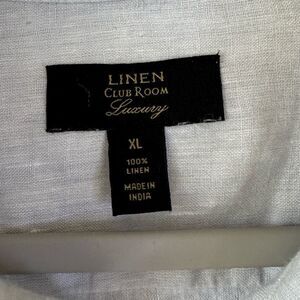 LINEN
CLUB ROOM
Luxury
XL
100%
LINEN
MADE IN
INDIA